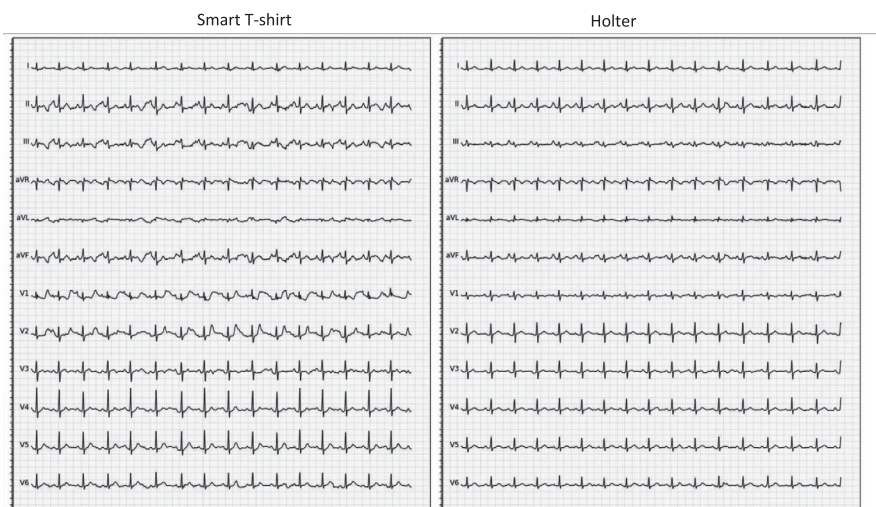 Smart T-shirt
Holter
I
II
III
aVR
aVL
aVF
V1
V2
V3
V4
V5
V6
I
II
III
aVR
aVL
aVF
V1
V2
V3
V4
V5
V6